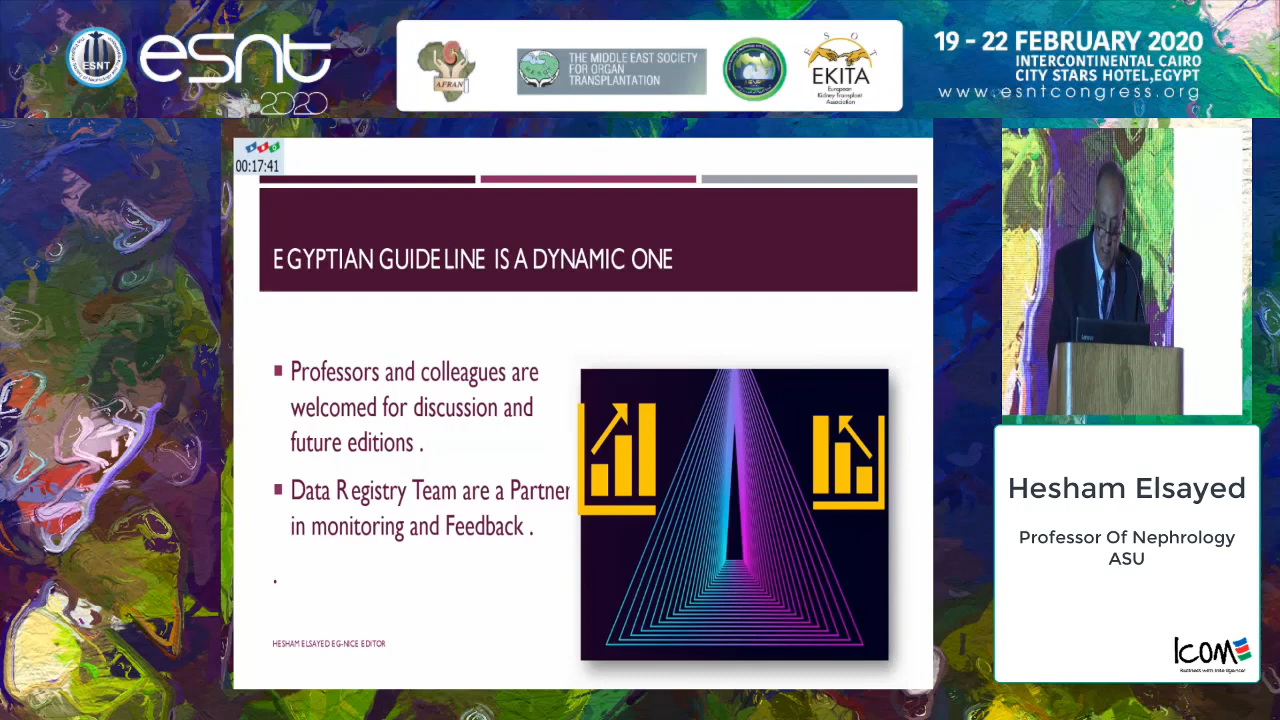 ESNT
esnt
2020
AFRAN
THE MIDDLE EAST SOCIETY
FOR ORGAN
TRANSPLANTATION
E S O T
EKITA
European
Kidney Transplant
Association
19 - 22 FEBRUARY 2020
INTERCONTINENTAL CAIRO
CITY STARS HOTEL,EGYPT
www.esntcongress.org
00:17:41
EGYPTIAN GUIDELINE IS A DYNAMIC ONE
▪ Professors and colleagues are
welcomed for discussion and
future editions .
▪ Data Registry Team are a Partner
in monitoring and Feedback .
.
HESHAM ELSAYED EG-NICE EDITOR
Hesham Elsayed
Professor Of Nephrology
ASU
ICOM